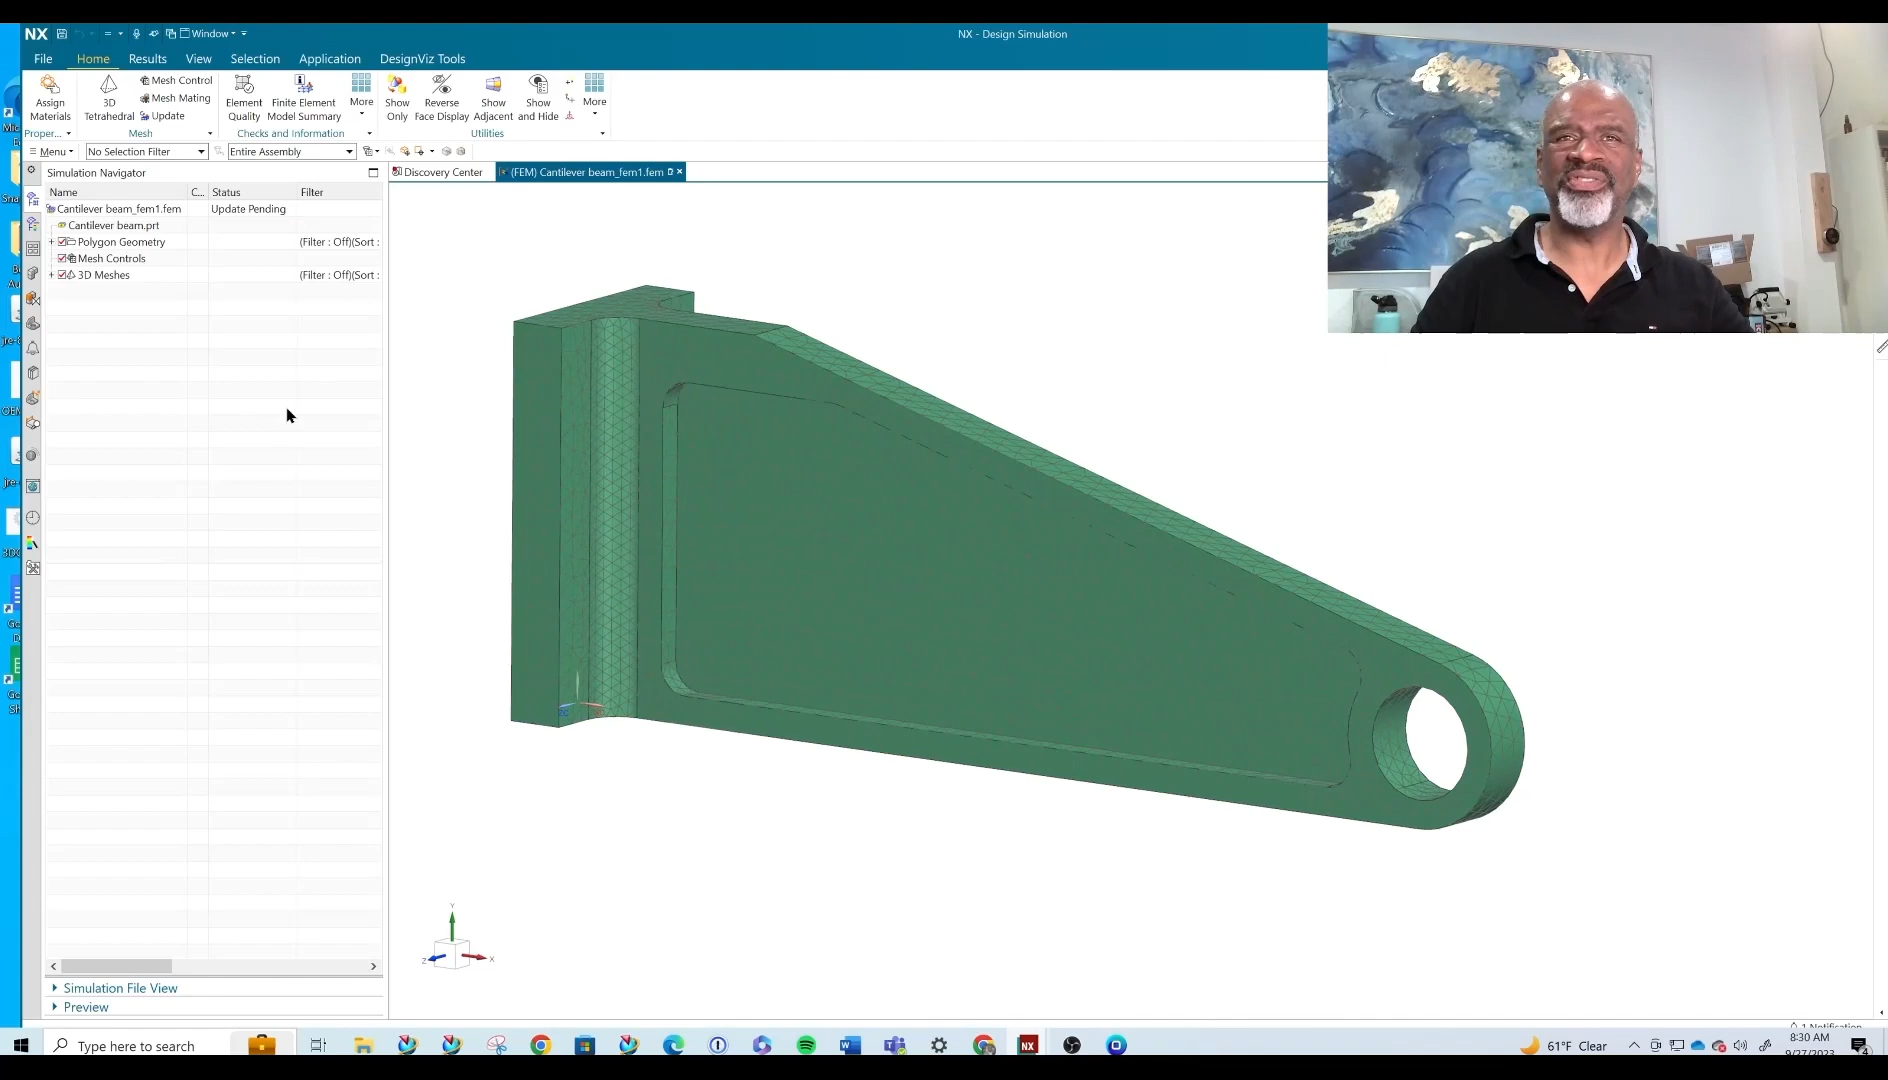 NX Window NX - Design Simulation
File Home Results View Selection Application DesignViz Tools
Assign Materials
3D Tetrahedral
Mesh Control
Mesh Mating
Update
Element Quality
Finite Element Model Summary
More
Show Only
Reverse Face Display
Show Adjacent
Show and Hide
More
Proper... Mesh Checks and Information Utilities
Menu No Selection Filter Entire Assembly
Simulation Navigator
Discovery Center (FEM) Cantilever beam_fem1.fem
Name C... Status Filter
Cantilever beam_fem1.fem Update Pending
Cantilever beam.prt
Polygon Geometry (Filter : Off)(Sort :
Mesh Controls
3D Meshes (Filter : Off)(Sort :
Y
Z
X
Simulation File View
Preview
Type here to search
61°F Clear
8:30 AM
9/27/2023